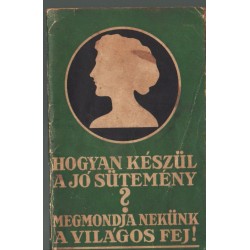 HOGYAN KÉSZÜL
A JÓ SÜTEMÉNY
?
MEGMONDJA NEKÜNK
A VILÁGOS FEJ!